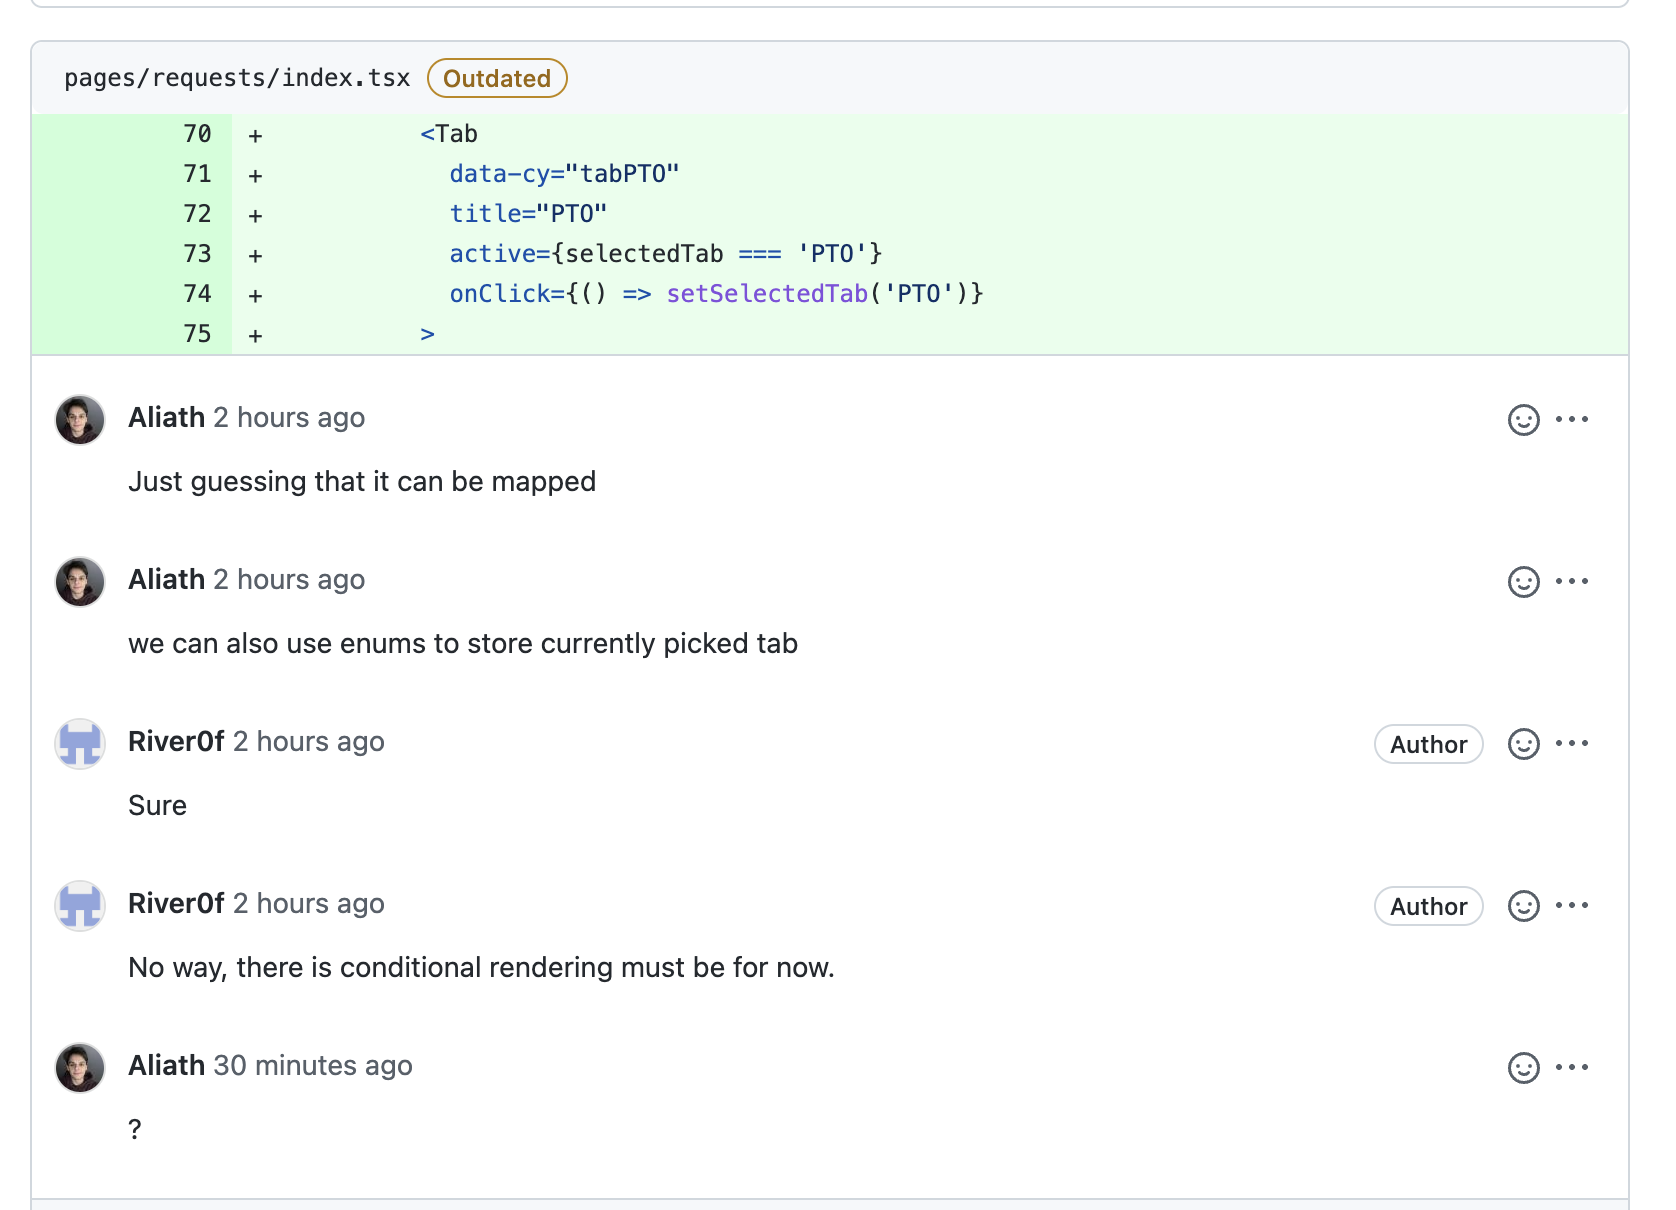 pages/requests/index.tsx Outdated
70 + <Tab
71 + data-cy="tabPTO"
72 + title="PTO"
73 + active={selectedTab === 'PTO'}
74 + onClick={() => setSelectedTab('PTO')}
75 + >
Aliath 2 hours ago
Just guessing that it can be mapped
Aliath 2 hours ago
we can also use enums to store currently picked tab
River0f 2 hours ago Author
Sure
River0f 2 hours ago Author
No way, there is conditional rendering must be for now.
Aliath 30 minutes ago
?